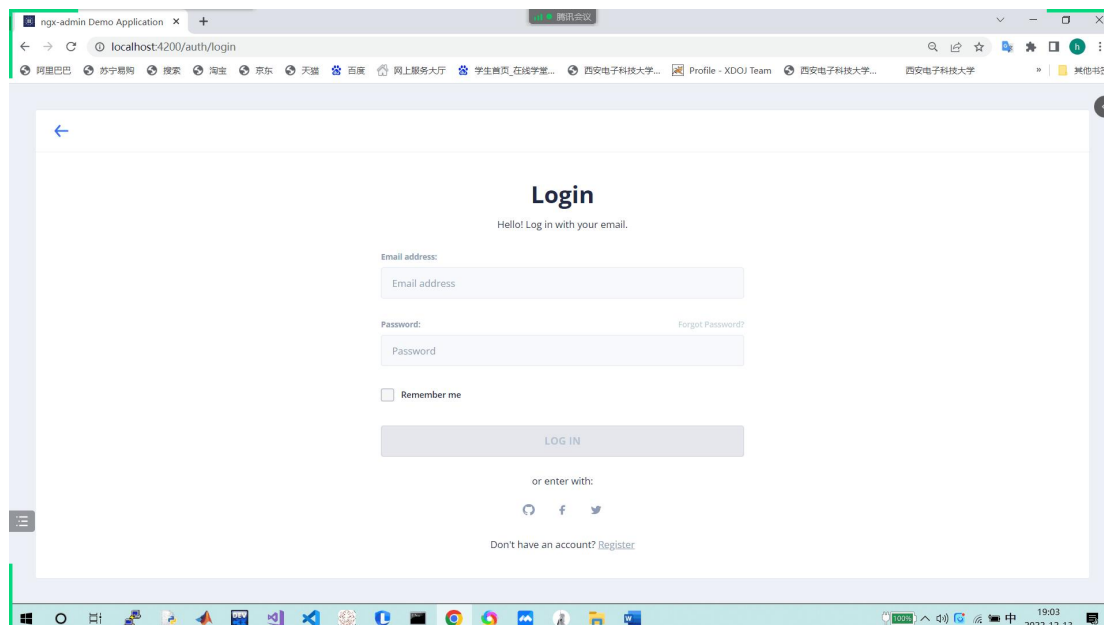 ngx-admin Demo Application
腾讯会议
localhost:4200/auth/login
h
阿里巴巴 苏宁易购 搜索 淘宝 京东 天猫 百度 网上服务大厅 学生首页_在线学堂... 西安电子科技大学... Profile - XDOJ Team 西安电子科技大学... 西安电子科技大学 » 其他书签
Login
Hello! Log in with your email.
Email address:
Email address
Password: Forgot Password?
Password
Remember me
LOG IN
or enter with:
Don't have an account? Register
100% 中 19:03